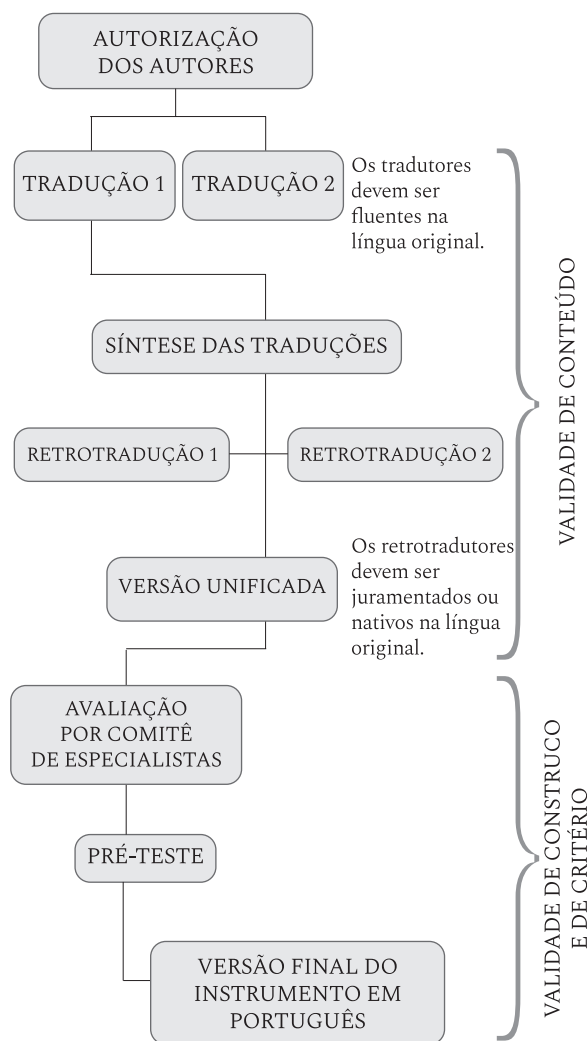 AUTORIZAÇÃO
DOS AUTORES
TRADUÇÃO 1
TRADUÇÃO 2
Os tradutores
devem ser
fluentes na
língua original.
SÍNTESE DAS TRADUÇÕES
RETROTRADUÇÃO 1
RETROTRADUÇÃO 2
VERSÃO UNIFICADA
Os retrotradutores
devem ser
juramentados ou
nativos na língua
original.
VALIDADE DE CONTEÚDO
AVALIAÇÃO
POR COMITÊ
DE ESPECIALISTAS
PRÉ-TESTE
VERSÃO FINAL DO
INSTRUMENTO EM
PORTUGUÊS
VALIDADE DE CONSTRUCO
E DE CRITÉRIO